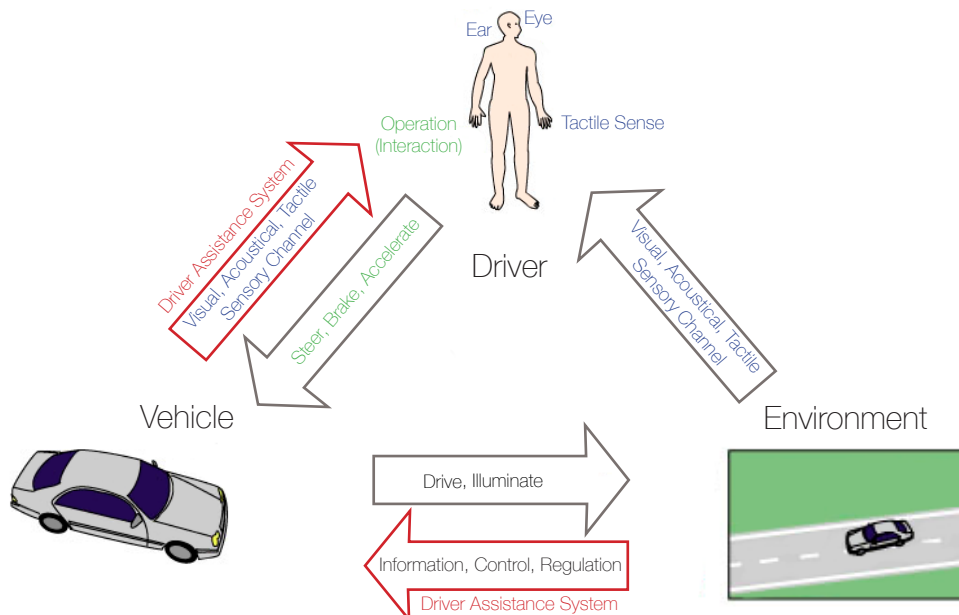 Eye
Ear
Operation
(Interaction)
Tactile Sense
Driver Assistance System
Visual, Acoustical, Tactile
Sensory Channel
Steer, Brake, Accelerate
Driver
Visual, Acoustical, Tactile
Sensory Channel
Vehicle
Environment
Drive, Illuminate
Information, Control, Regulation
Driver Assistance System